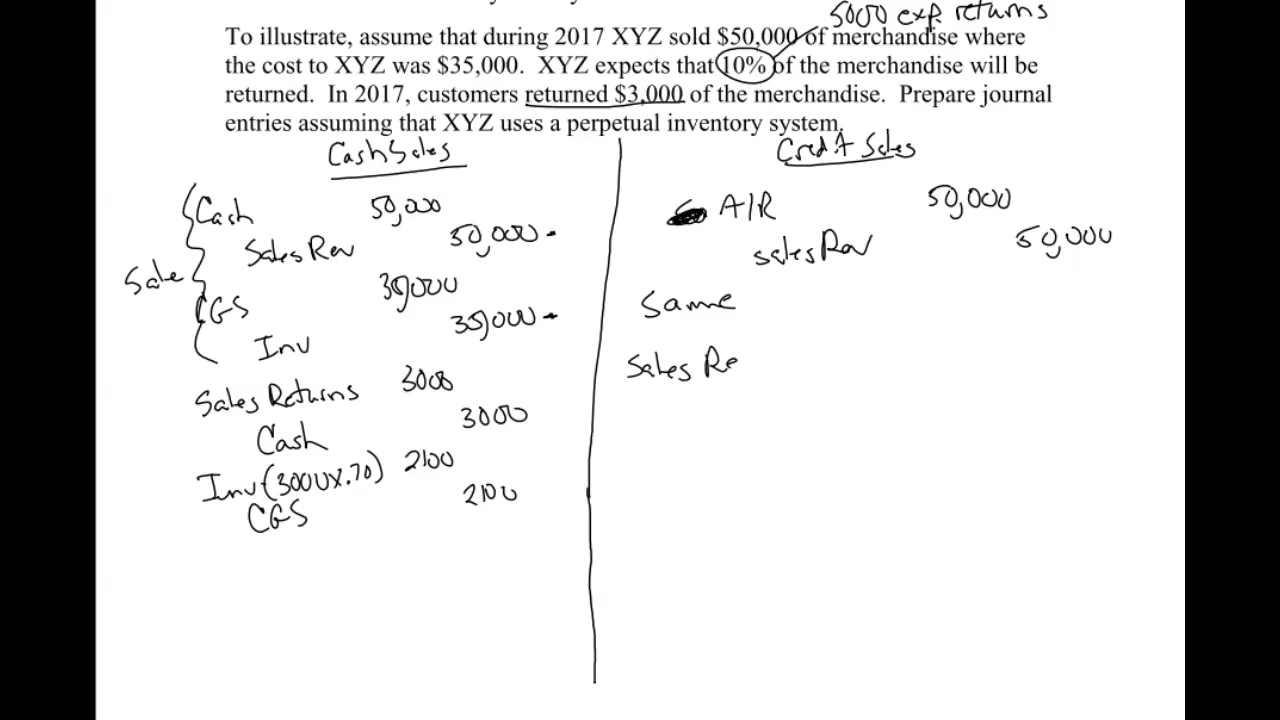 5000 exp. returns
To illustrate, assume that during 2017 XYZ sold $50,000 of merchandise where
the cost to XYZ was $35,000. XYZ expects that 10% of the merchandise will be
returned. In 2017, customers returned $3,000 of the merchandise. Prepare journal
entries assuming that XYZ uses a perpetual inventory system.
Cash Sales
Cash 50,000
Sales Rev 50,000
Sale
CGS 35,000
Inv 35,000
Sales Returns 3000
Cash 3000
Inv (3000x.70) 2100
CGS 2100
Credit Sales
A/R 50,000
Sales Rev 50,000
Same
Sales Re